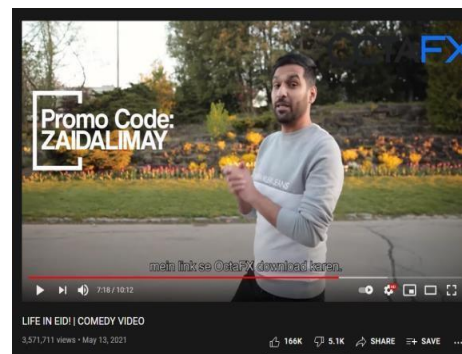 OCTAFX
Promo Code:
ZAIDALIMAY
mein link se OctaFX download karen.
7:18 / 10:12
LIFE IN EID! | COMEDY VIDEO
3,571,711 views • May 13, 2021
166K
5.1K
SHARE
SAVE